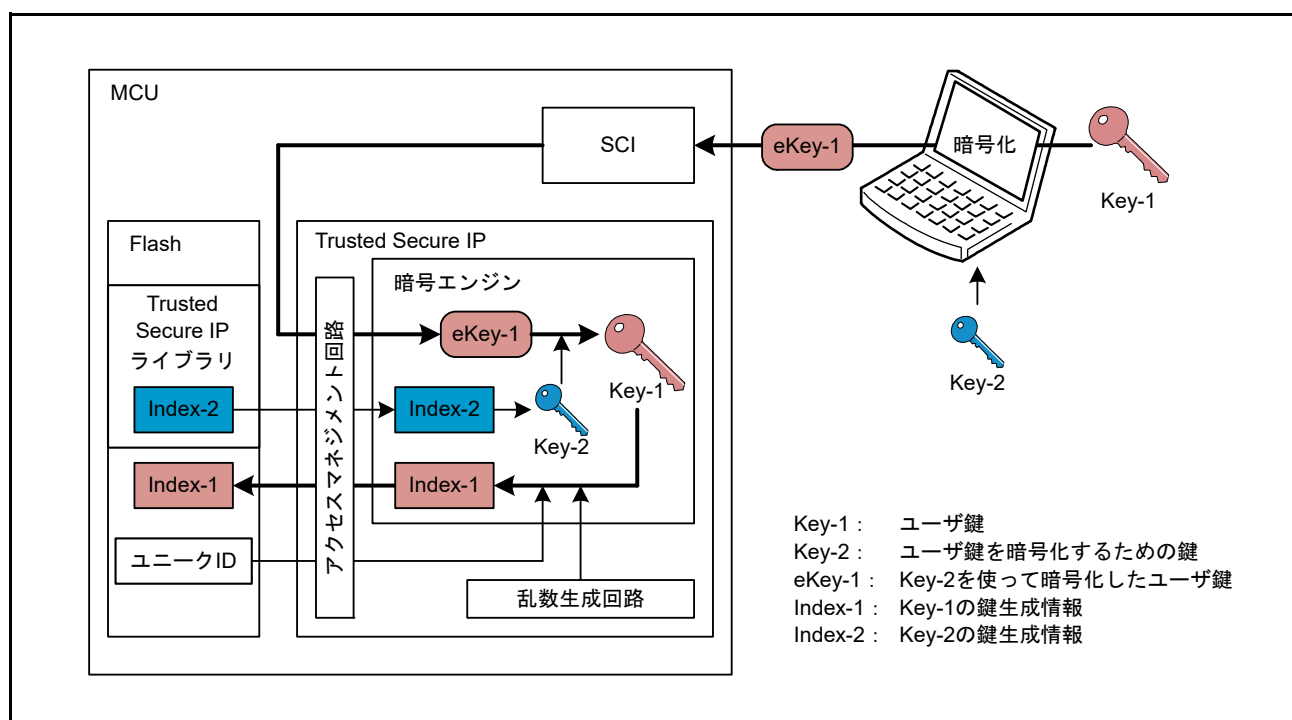 MCU
SCI
eKey-1
暗号化
Key-1
Key-2
Flash
Trusted
Secure IP
ライブラリ
Index-2
Index-1
ユニークID
Trusted Secure IP
アクセスマネジメント回路
暗号エンジン
eKey-1
Key-1
Index-2
Key-2
Index-1
乱数生成回路
Key-1： ユーザ鍵
Key-2： ユーザ鍵を暗号化するための鍵
eKey-1： Key-2を使って暗号化したユーザ鍵
Index-1： Key-1の鍵生成情報
Index-2： Key-2の鍵生成情報